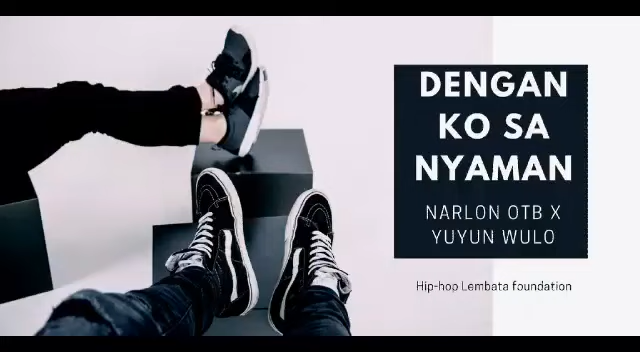 DENGAN
KO SA
NYAMAN
NARLON OTB X
YUYUN WULO
Hip-hop Lembata foundation